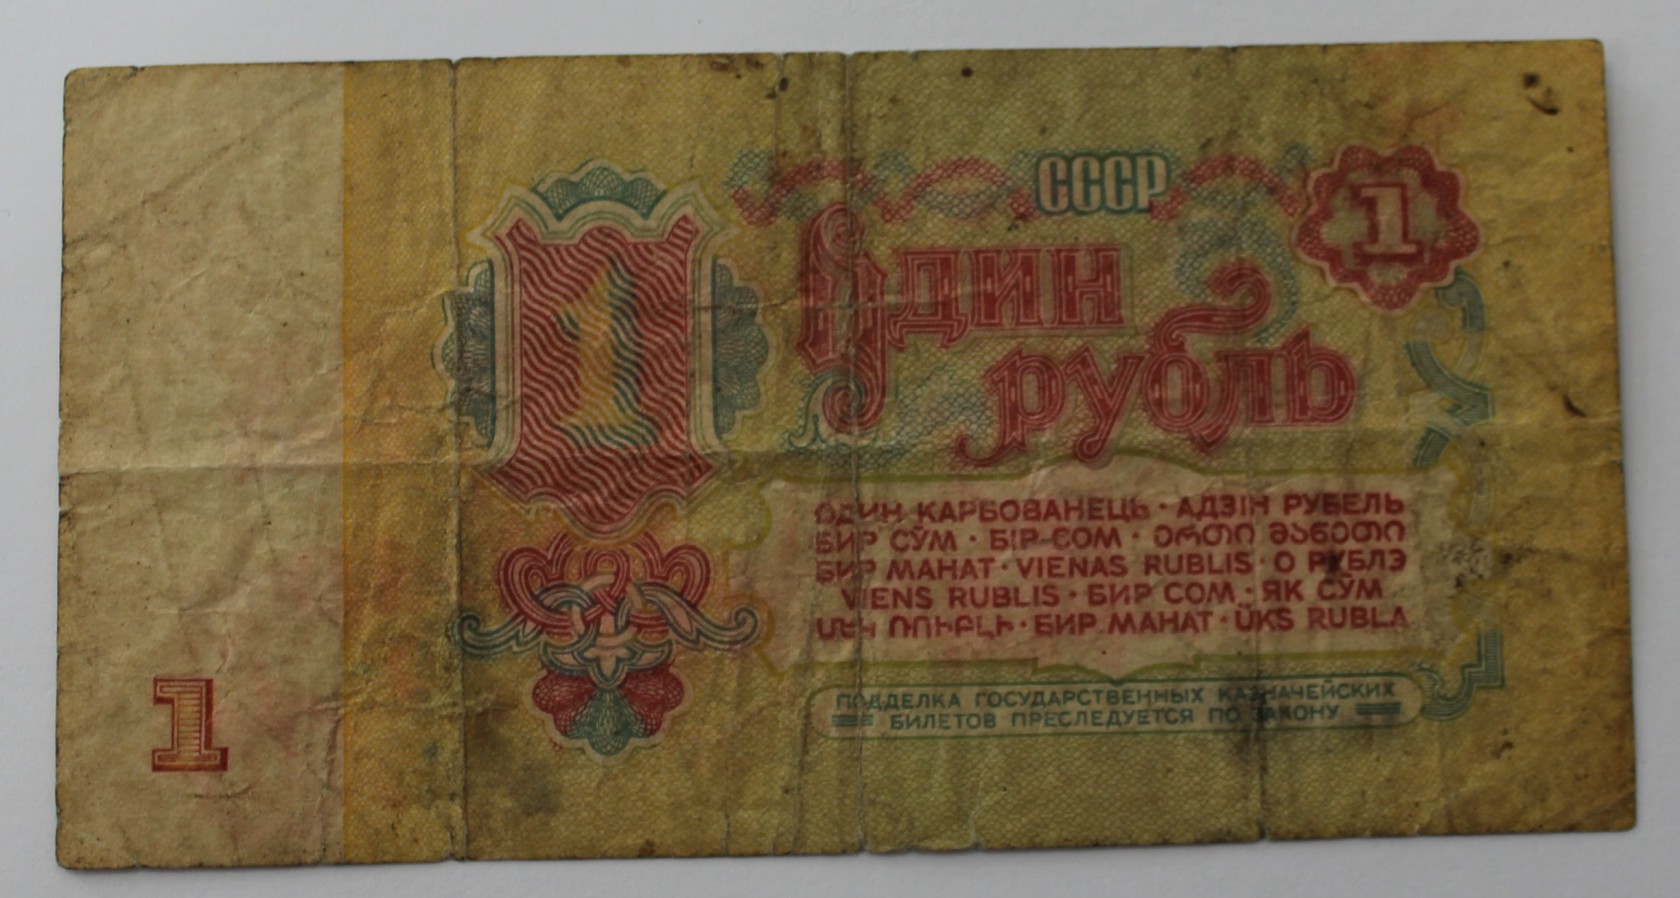 СССР
1
1
Один
рубль
ОДИН КАРБОВАНЕЦЬ · АДЗІН РУБЕЛЬ
БИР СЎМ · БІР СОМ · ᲔᲠᲗᲘ ᲛᲐᲜᲔᲗᲘ
БИР МАНАТ · VIENAS RUBLIS · О РУБЛЭ
VIENS RUBLIS · БИР СОМ · ЯК СӮМ
ՄԵԿ ՌՈՒԲԼԻ · БИР МАНАТ · ÜKS RUBLA
ПОДДЕЛКА ГОСУДАРСТВЕННЫХ КАЗНАЧЕЙСКИХ
БИЛЕТОВ ПРЕСЛЕДУЕТСЯ ПО ЗАКОНУ
1